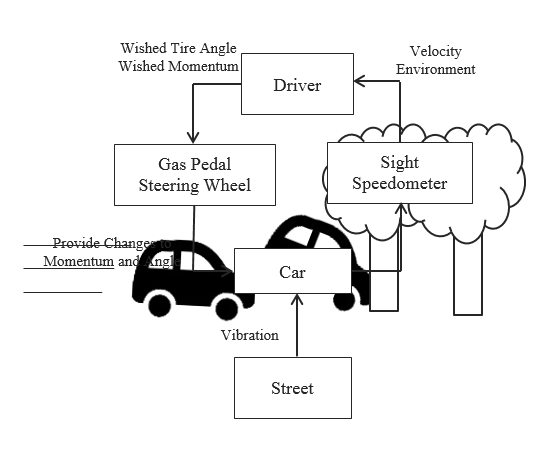 Wished Tire Angle
Wished Momentum
Driver
Velocity
Environment
Gas Pedal
Steering Wheel
Sight
Speedometer
Provide Changes to
Momentum and Angle
Car
Vibration
Street